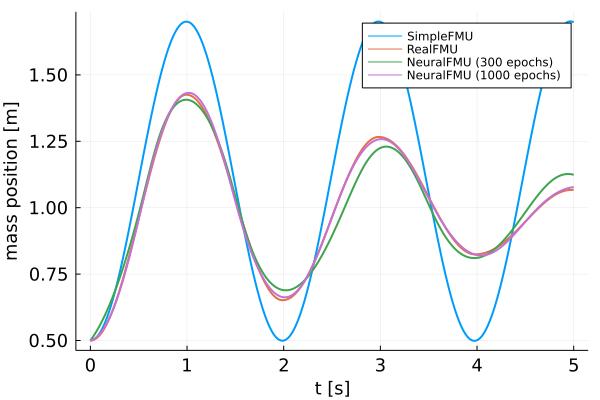 SimpleFMU
RealFMU
NeuralFMU (300 epochs)
NeuralFMU (1000 epochs)
mass position [m]
1.50
1.25
1.00
0.75
0.50
0 1 2 3 4 5
t [s]